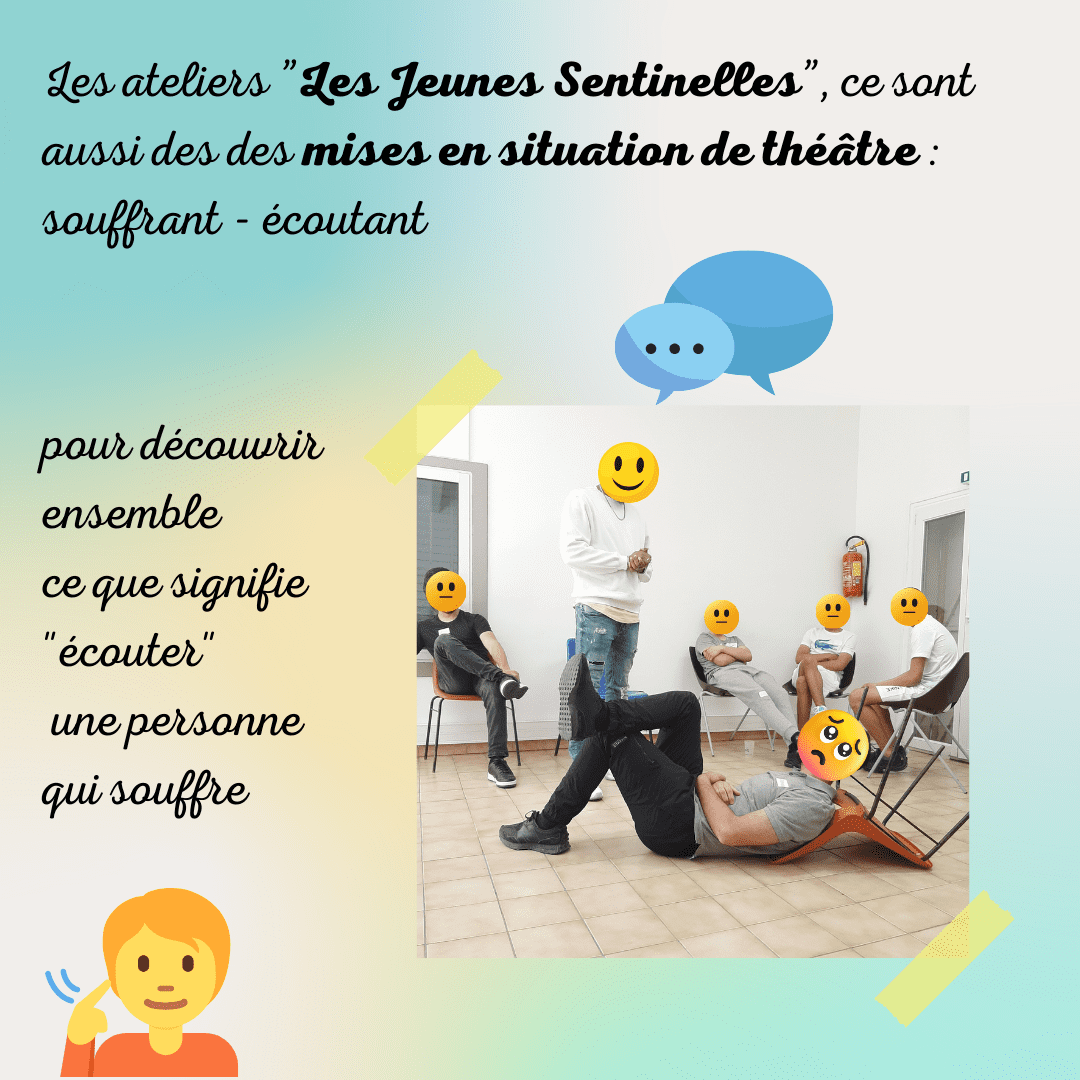 Les ateliers "Les Jeunes Sentinelles", ce sont
aussi des des mises en situation de théâtre :
souffrant - écoutant
pour découvrir
ensemble
ce que signifie
"écouter"
une personne
qui souffre